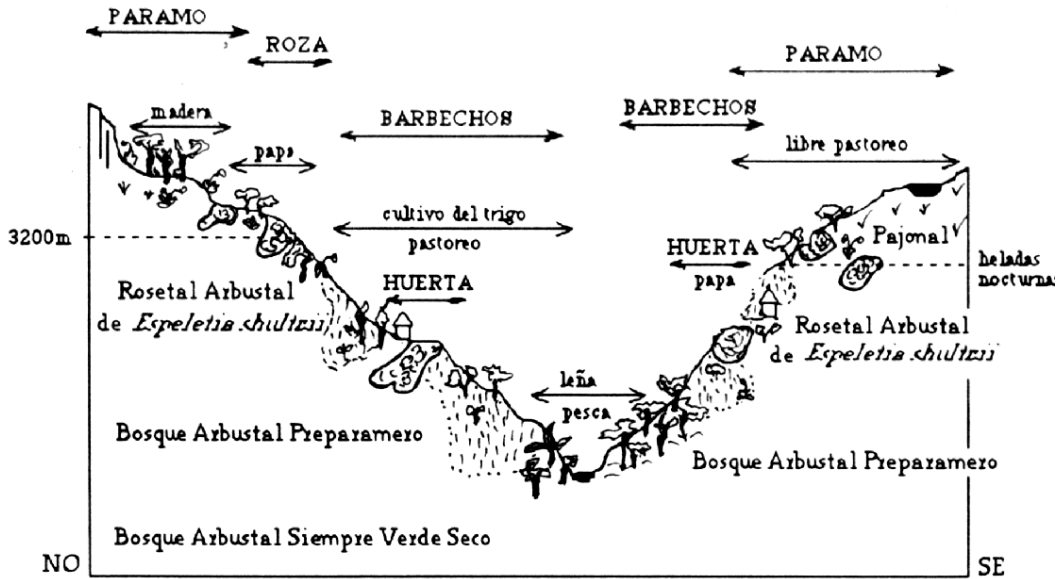 PARAMO
ROZA
PARAMO
BARBECHOS
BARBECHOS
madera
papa
libre pastoreo
cultivo del trigo
pastoreo
3200m
Pajonal
HUERTA
papa
heladas
nocturnas
HUERTA
Rosetal Arbustal
de Espeletia shultzii
Rosetal Arbustal
de Espeletia shultzii
leña
pesca
Bosque Arbustal Preparamero
Bosque Arbustal Preparamero
Bosque Arbustal Siempre Verde Seco
NO
SE